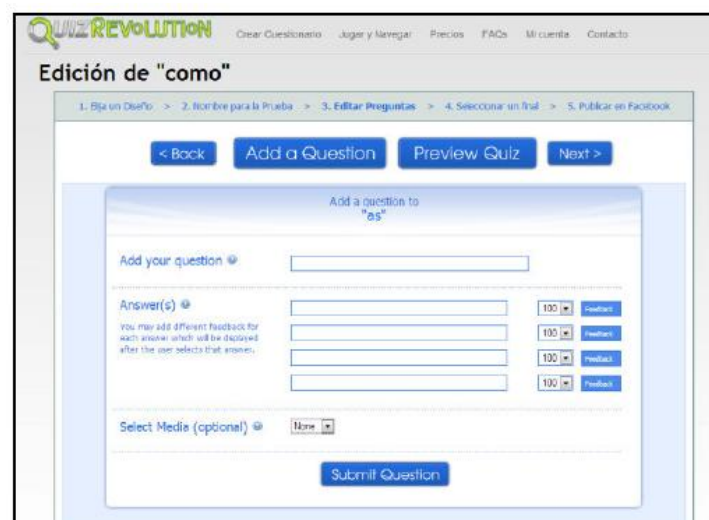 QUIZREVOLUTION Crear Cuestionario Jugar y Navegar Precios FAQs Mi cuenta Contacto
Edición de "como"
1. Elija un Diseño > 2. Nombre para la Prueba > 3. Editar Preguntas > 4. Seleccionar un final > 5. Publicar en Facebook
< Back Add a Question Preview Quiz Next >
Add a question to
"as"
Add your question
Answer(s) 100 Feedback
You may add different feedback for
each answer which will be displayed 100 Feedback
after the user selects that answer.
100 Feedback
100 Feedback
Select Media (optional) None
Submit Question